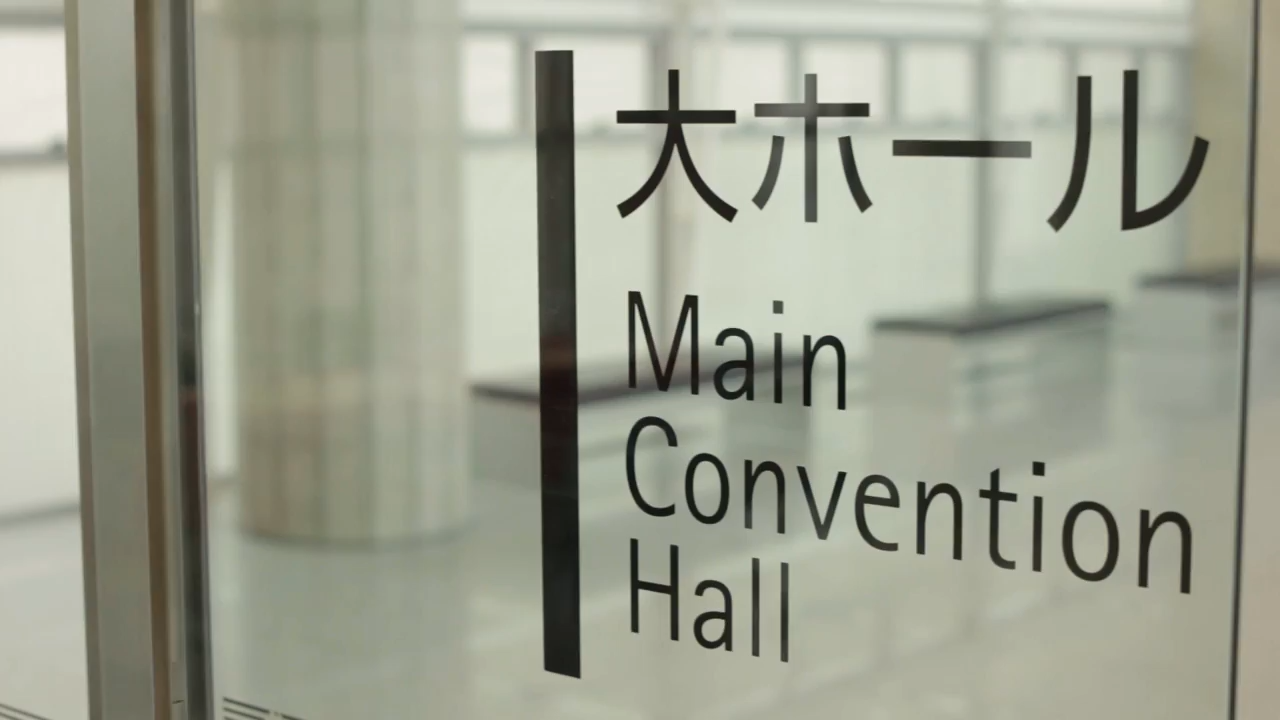 大ホール
Main
Convention
Hall